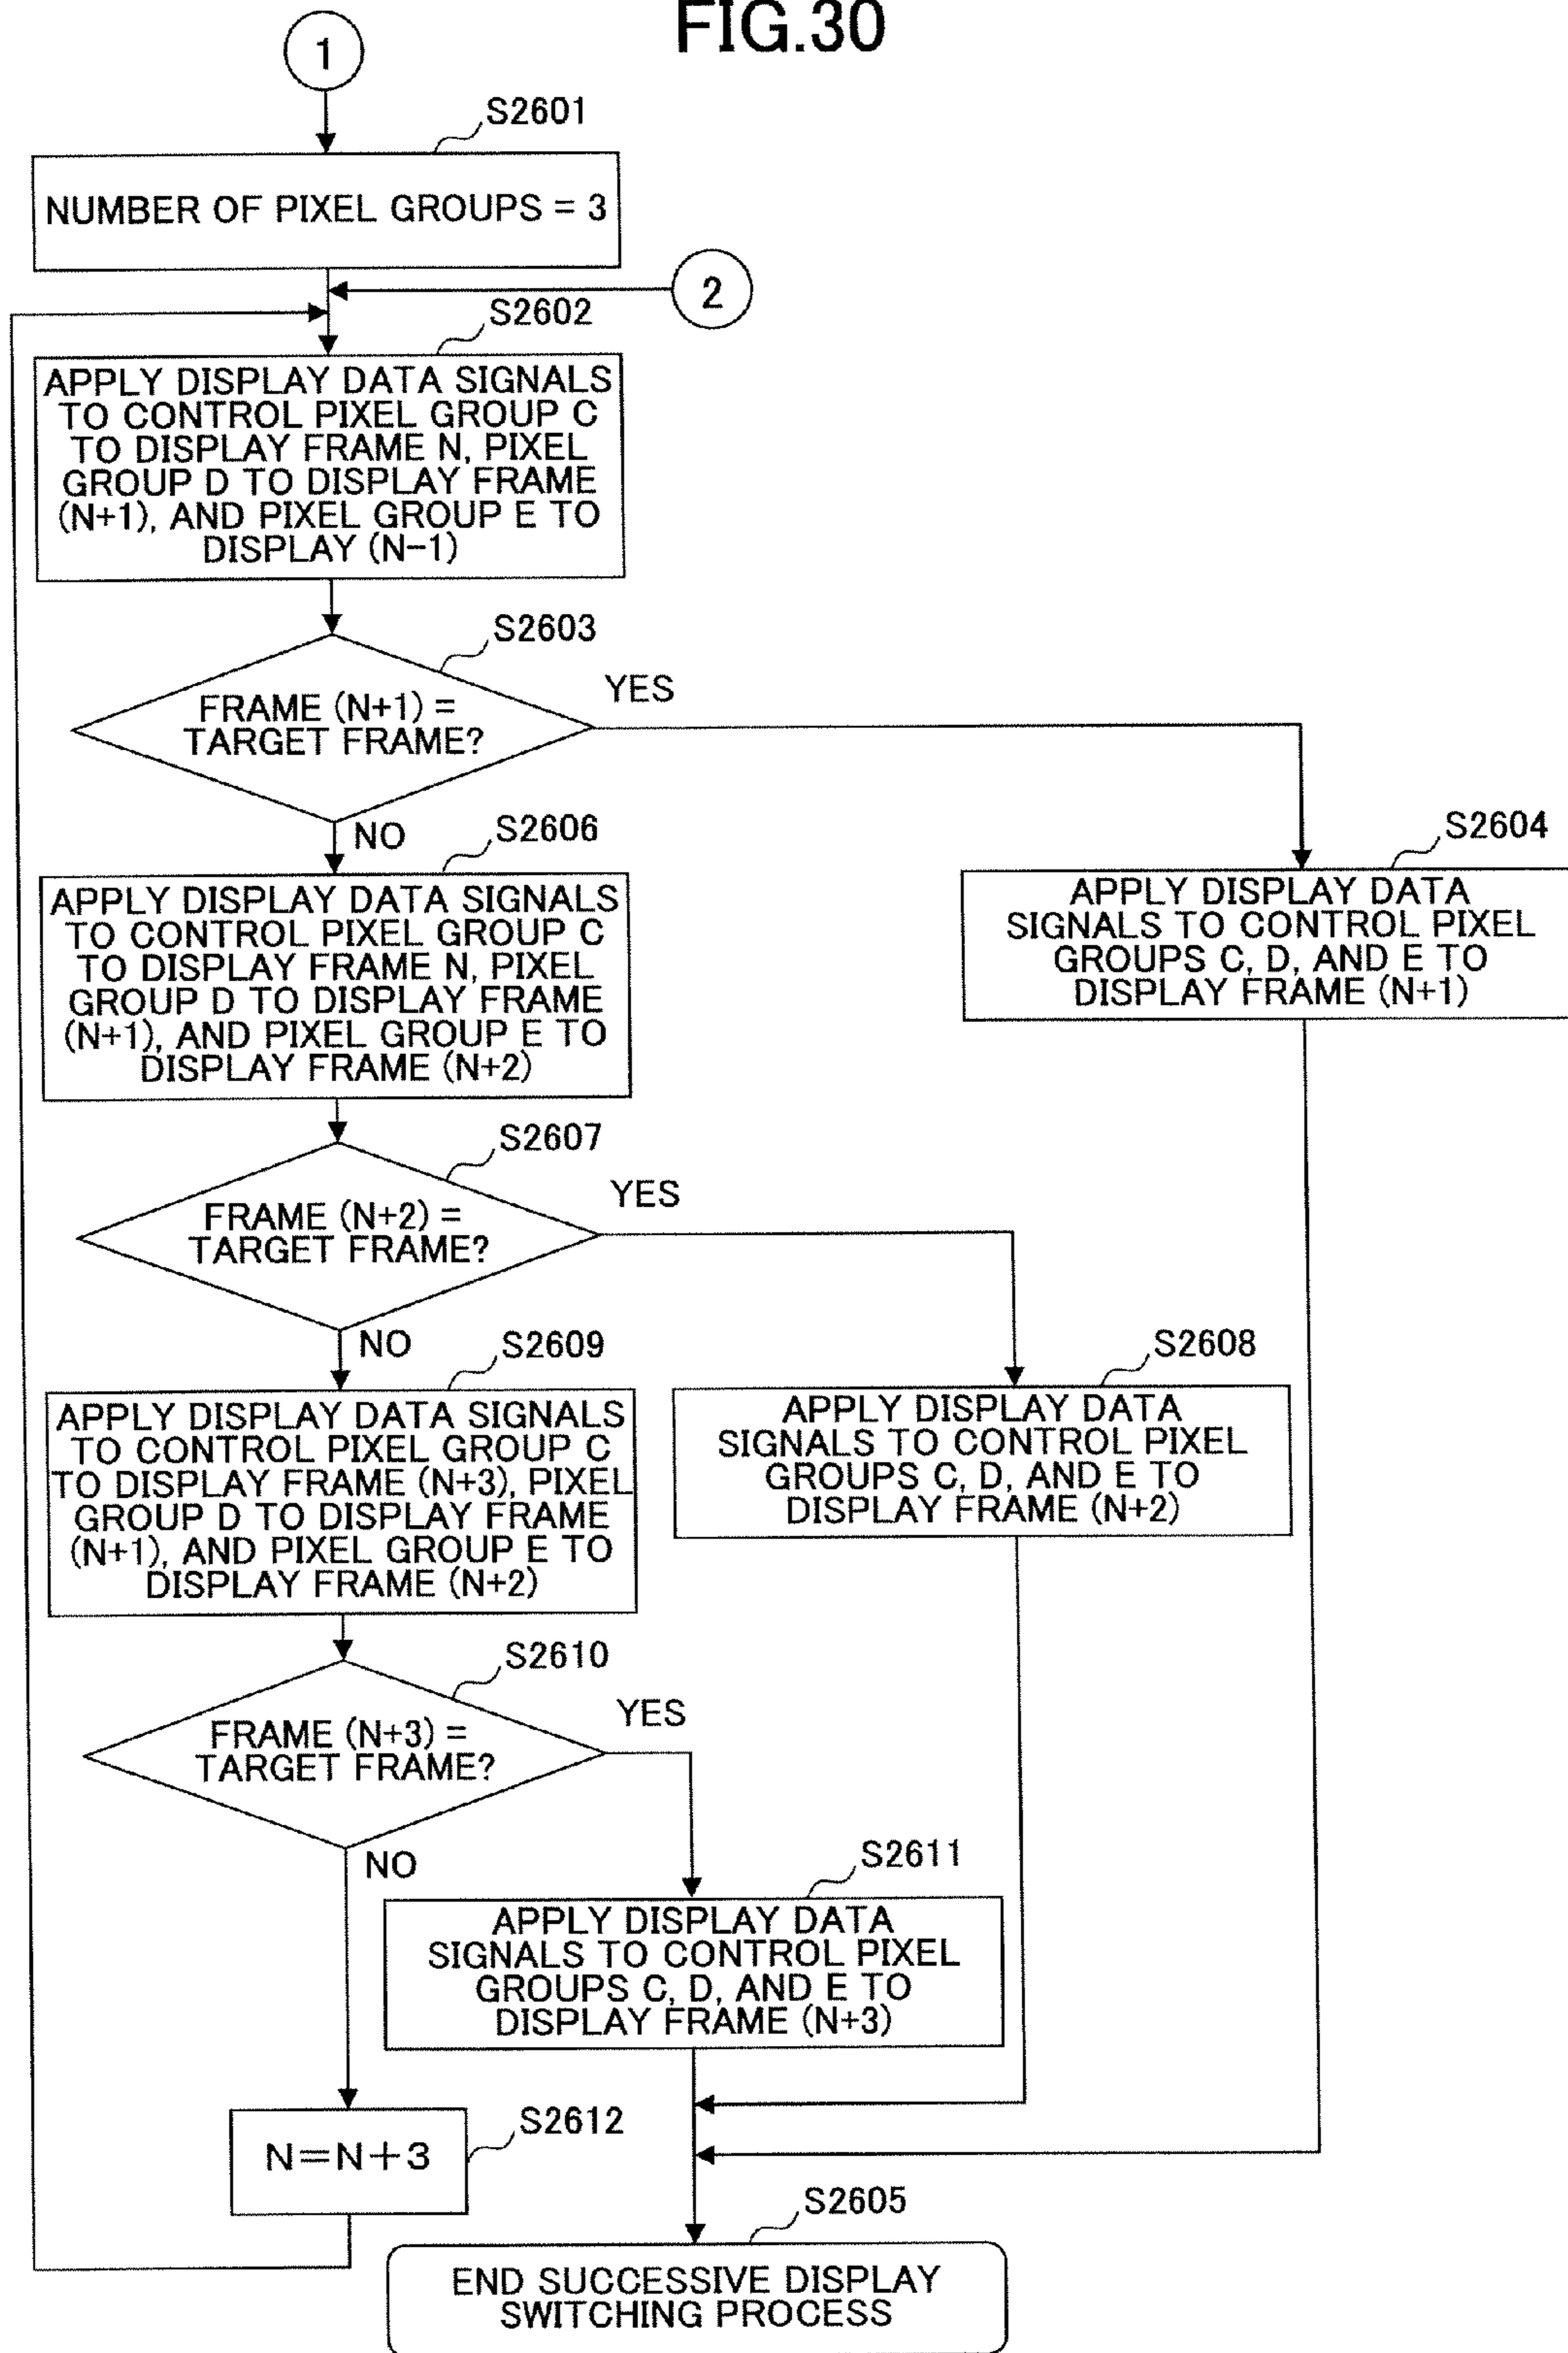 FIG.30
1
S2601
NUMBER OF PIXEL GROUPS = 3
2
S2602
APPLY DISPLAY DATA SIGNALS
TO CONTROL PIXEL GROUP C
TO DISPLAY FRAME N, PIXEL
GROUP D TO DISPLAY FRAME
(N+1), AND PIXEL GROUP E TO
DISPLAY (N−1)
S2603
FRAME (N+1) =
TARGET FRAME?
YES
NO
S2604
APPLY DISPLAY DATA
SIGNALS TO CONTROL PIXEL
GROUPS C, D, AND E TO
DISPLAY FRAME (N+1)
S2606
APPLY DISPLAY DATA SIGNALS
TO CONTROL PIXEL GROUP C
TO DISPLAY FRAME N, PIXEL
GROUP D TO DISPLAY FRAME
(N+1), AND PIXEL GROUP E TO
DISPLAY FRAME (N+2)
S2607
FRAME (N+2) =
TARGET FRAME?
YES
NO
S2608
APPLY DISPLAY DATA
SIGNALS TO CONTROL PIXEL
GROUPS C, D, AND E TO
DISPLAY FRAME (N+2)
S2609
APPLY DISPLAY DATA SIGNALS
TO CONTROL PIXEL GROUP C
TO DISPLAY FRAME (N+3), PIXEL
GROUP D TO DISPLAY FRAME
(N+1), AND PIXEL GROUP E TO
DISPLAY FRAME (N+2)
S2610
FRAME (N+3) =
TARGET FRAME?
YES
NO
S2611
APPLY DISPLAY DATA
SIGNALS TO CONTROL PIXEL
GROUPS C, D, AND E TO
DISPLAY FRAME (N+3)
S2612
N=N+3
S2605
END SUCCESSIVE DISPLAY
SWITCHING PROCESS